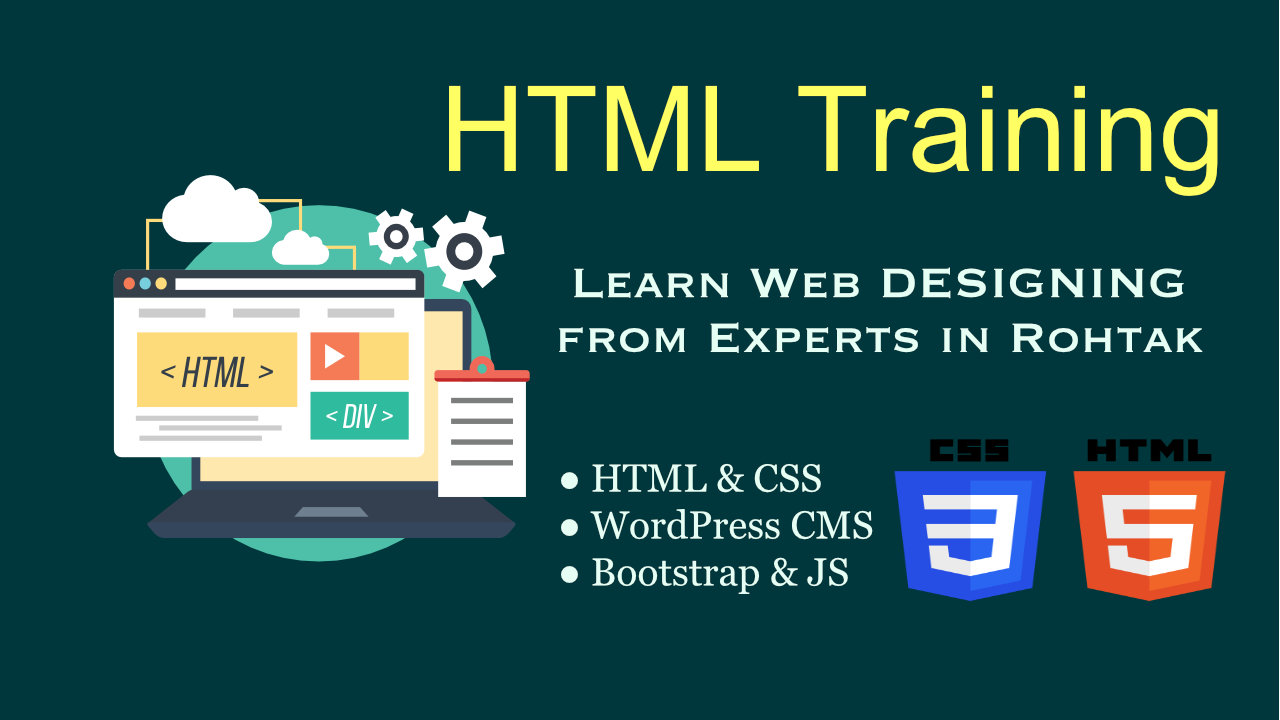 HTML Training
Learn Web DESIGNING
from Experts in Rohtak
< HTML >
< DIV >
• HTML & CSS
• WordPress CMS
• Bootstrap & JS
CSS
3
HTML
5